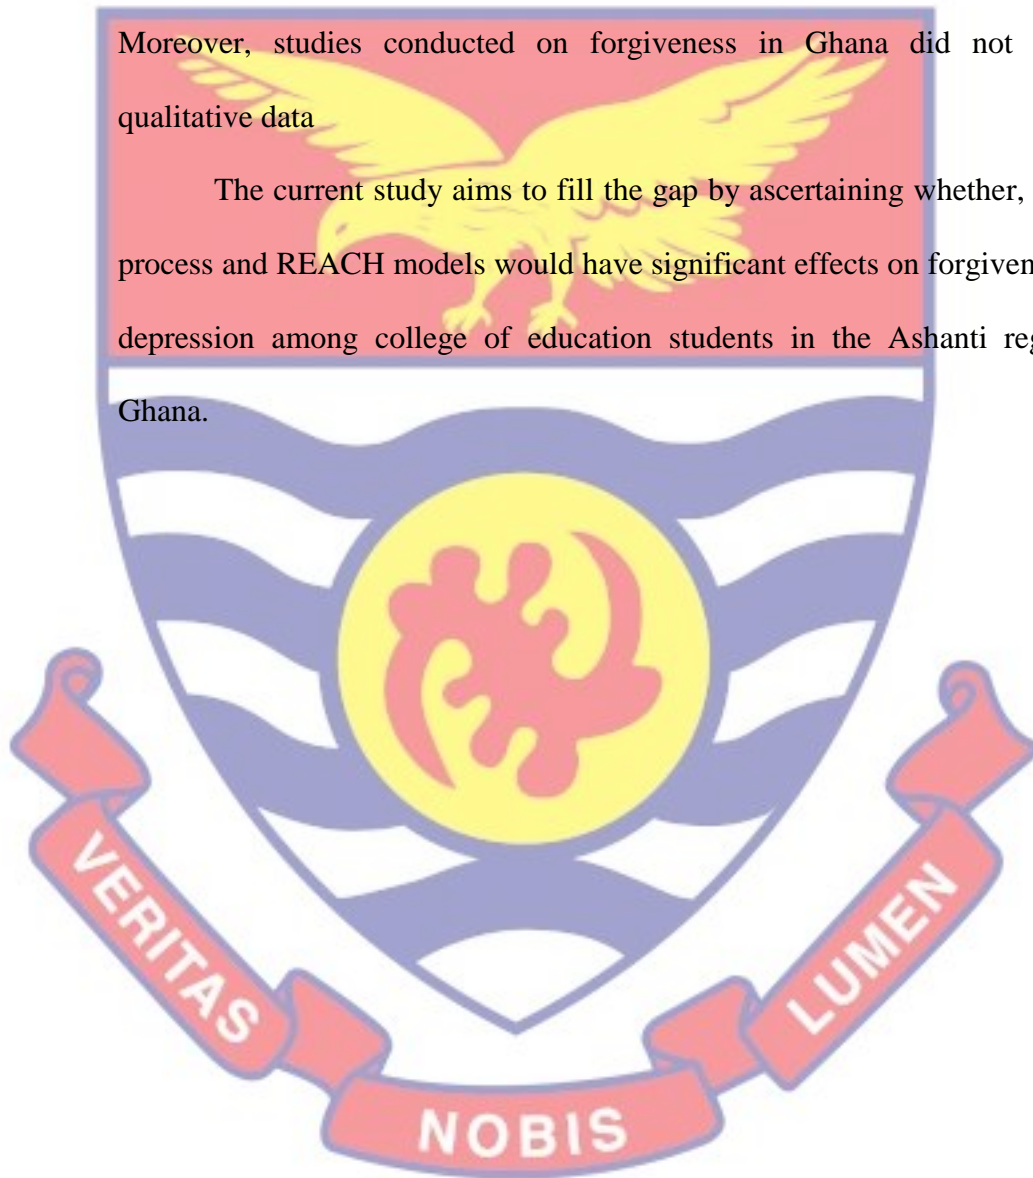 Moreover, studies conducted on forgiveness in Ghana did not
qualitative data
The current study aims to fill the gap by ascertaining whether,
process and REACH models would have significant effects on forgiven
depression among college of education students in the Ashanti reg
Ghana.
VERITAS
NOBIS
LUMEN